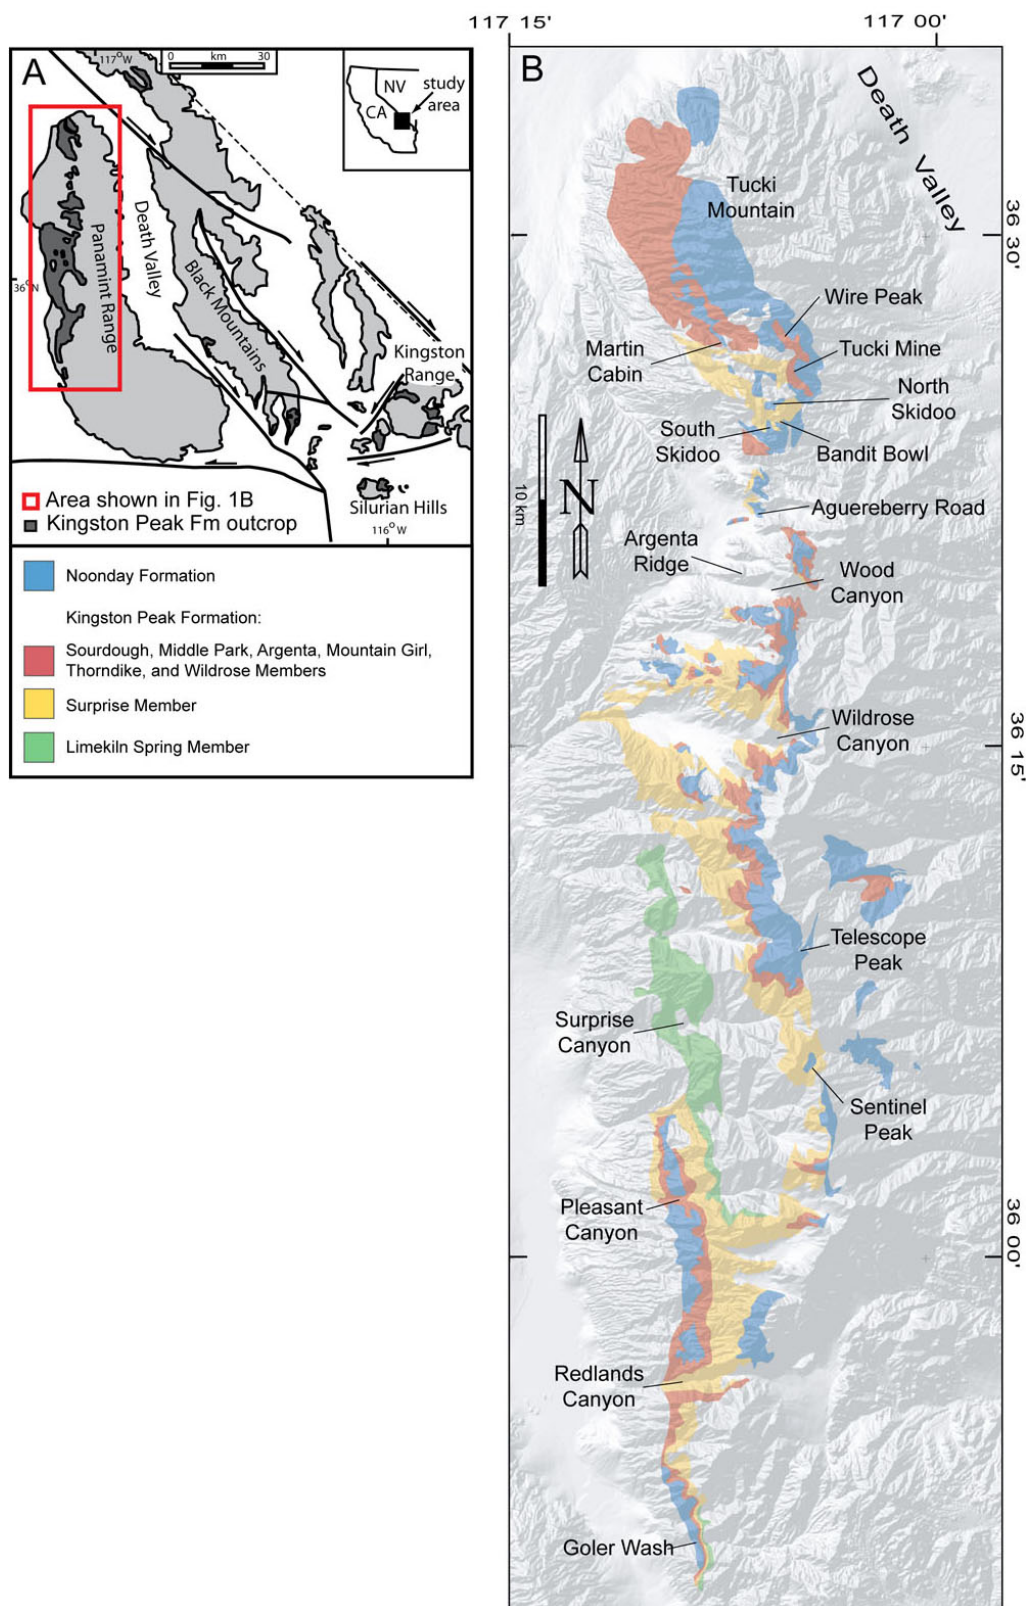 117 15'
117 00'
A
117°W
0 km 30
NV
CA
study
area
36°N
Panamint Range
Death Valley
Black Mountains
Kingston
Range
Silurian Hills
116°W
Area shown in Fig. 1B
Kingston Peak Fm outcrop
Noonday Formation
Kingston Peak Formation:
Sourdough, Middle Park, Argenta, Mountain Girl,
Thorndike, and Wildrose Members
Surprise Member
Limekiln Spring Member
B
Death
Valley
Tucki
Mountain
36 30'
Wire Peak
Martin
Cabin
Tucki Mine
North
Skidoo
South
Skidoo
Bandit Bowl
10 km
N
Aguereberry Road
Argenta
Ridge
Wood
Canyon
Wildrose
Canyon
36 15'
Telescope
Peak
Surprise
Canyon
Sentinel
Peak
Pleasant
Canyon
36 00'
Redlands
Canyon
Goler Wash